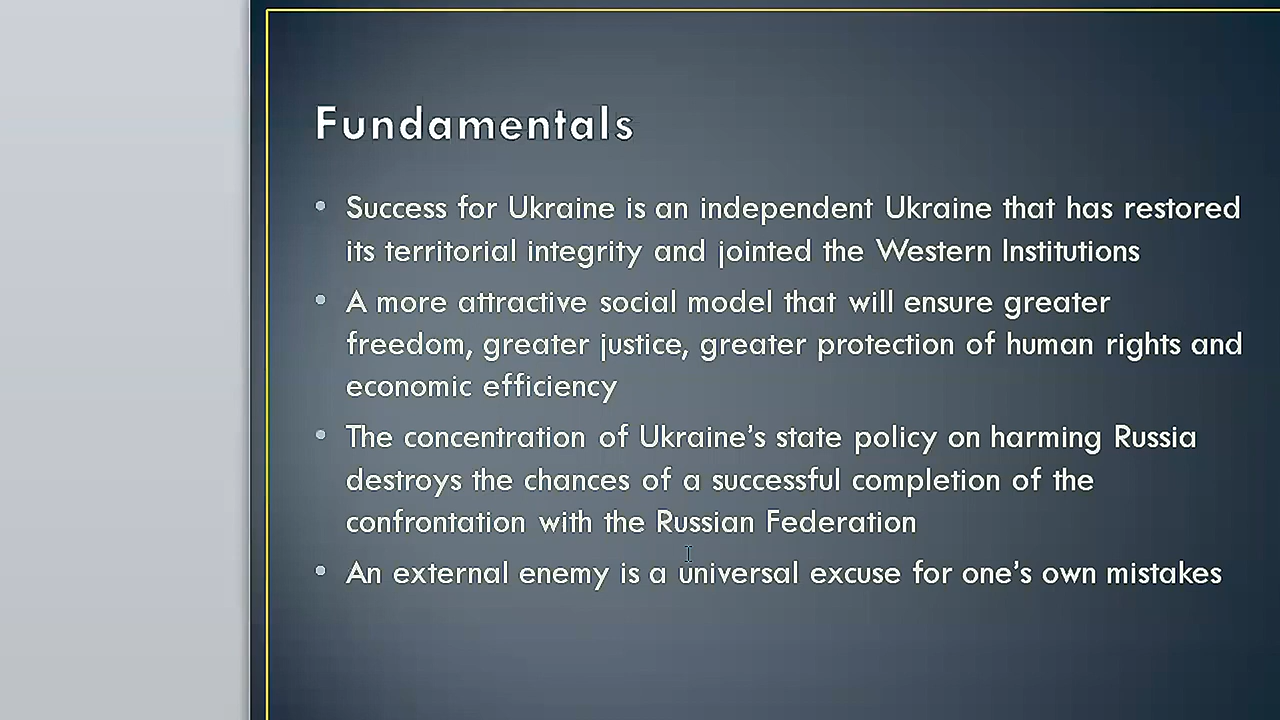 Fundamentals
• Success for Ukraine is an independent Ukraine that has restored
its territorial integrity and jointed the Western Institutions
• A more attractive social model that will ensure greater
freedom, greater justice, greater protection of human rights and
economic efficiency
• The concentration of Ukraine’s state policy on harming Russia
destroys the chances of a successful completion of the
confrontation with the Russian Federation
• An external enemy is a universal excuse for one’s own mistakes